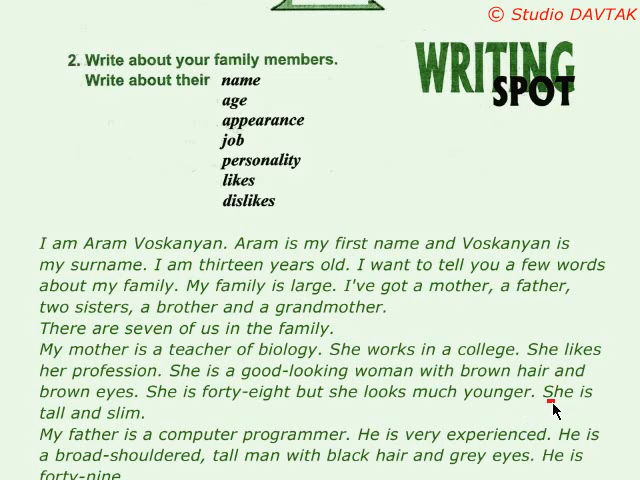 © Studio DAVTAK
2. Write about your family members.
WRITING
SPOT
Write about their name
age
appearance
job
personality
likes
dislikes
I am Aram Voskanyan. Aram is my first name and Voskanyan is
my surname. I am thirteen years old. I want to tell you a few words
about my family. My family is large. I've got a mother, a father,
two sisters, a brother and a grandmother.
There are seven of us in the family.
My mother is a teacher of biology. She works in a college. She likes
her profession. She is a good-looking woman with brown hair and
brown eyes. She is forty-eight but she looks much younger. She is
tall and slim.
My father is a computer programmer. He is very experienced. He is
a broad-shouldered, tall man with black hair and grey eyes. He is
forty-nine